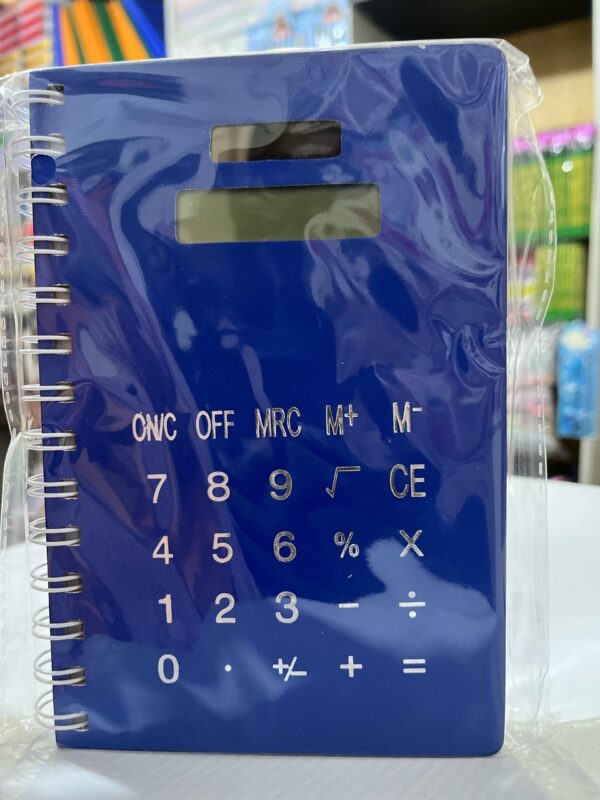 ON/C OFF MRC M+ M-
7 8 9 √ CE
4 5 6 % X
1 2 3 - ÷
0 . +/- + =